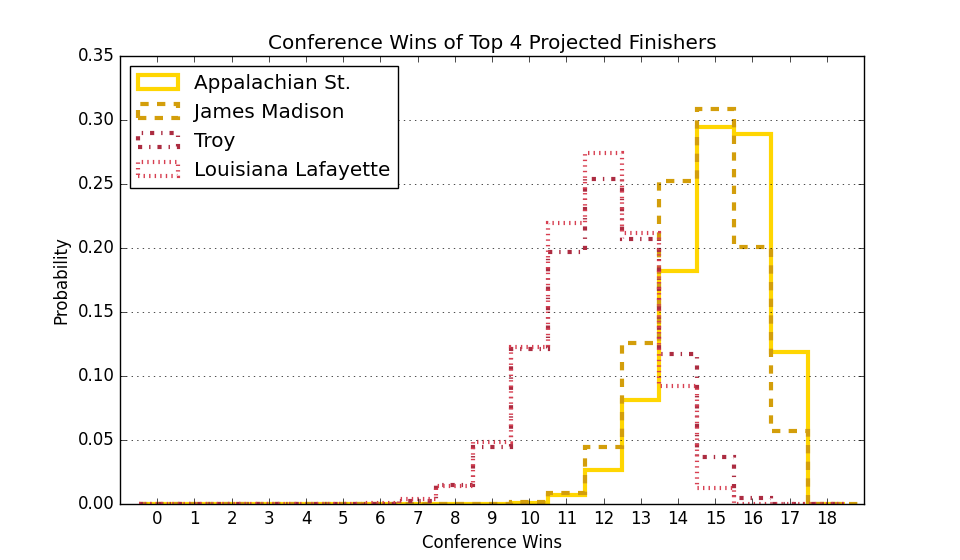 Conference Wins of Top 4 Projected Finishers
0.35
0.30
0.25
0.20
0.15
0.10
0.05
0.00
Probability
Appalachian St.
James Madison
Troy
Louisiana Lafayette
0 1 2 3 4 5 6 7 8 9 10 11 12 13 14 15 16 17 18
Conference Wins